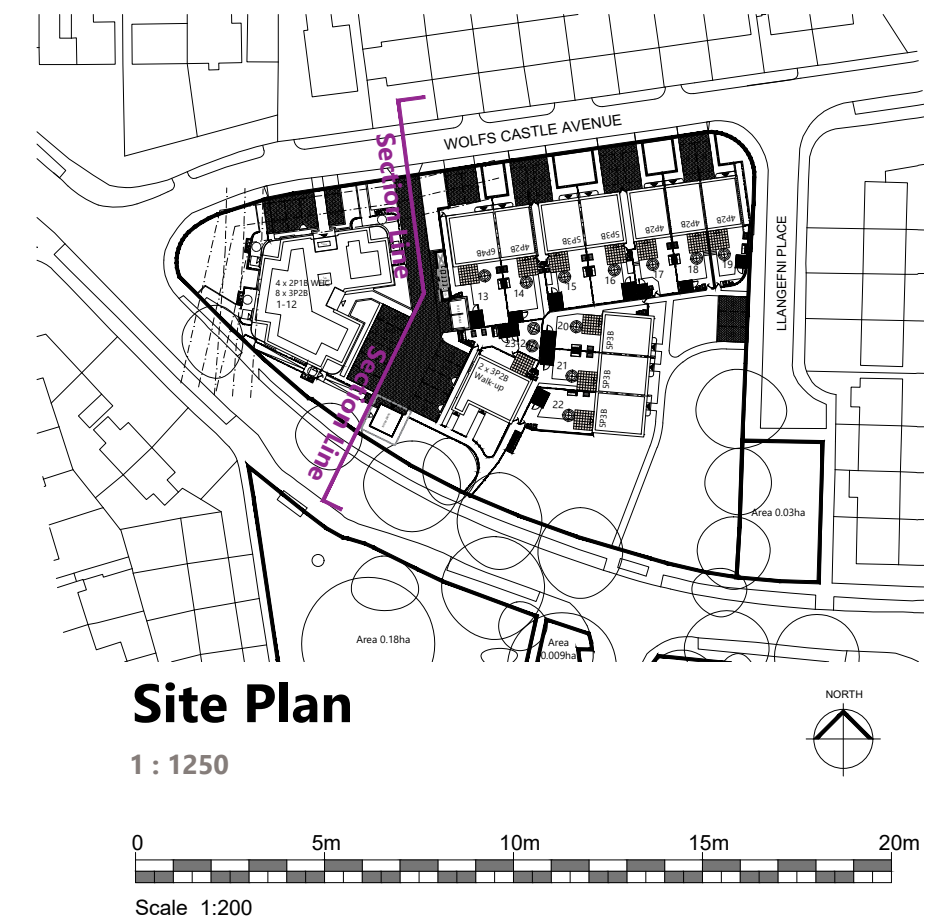 WOLFS CASTLE AVENUE
LLANGEFNI PLACE
Section Line
Section Line
4 x 2P1B WHC
8 x 3P2B
1-12
6P4B
4P2B
5P3B
5P3B
4P2B
4P2B
4P2B
13
14
15
16
17
18
19
20
21
22
5P3B
5P3B
5P3B
2 x 3P2B
Walk-up
Area 0.03ha
Area 0.18ha
Area
0.009ha
Site Plan
1 : 1250
NORTH
0 5m 10m 15m 20m
Scale 1:200